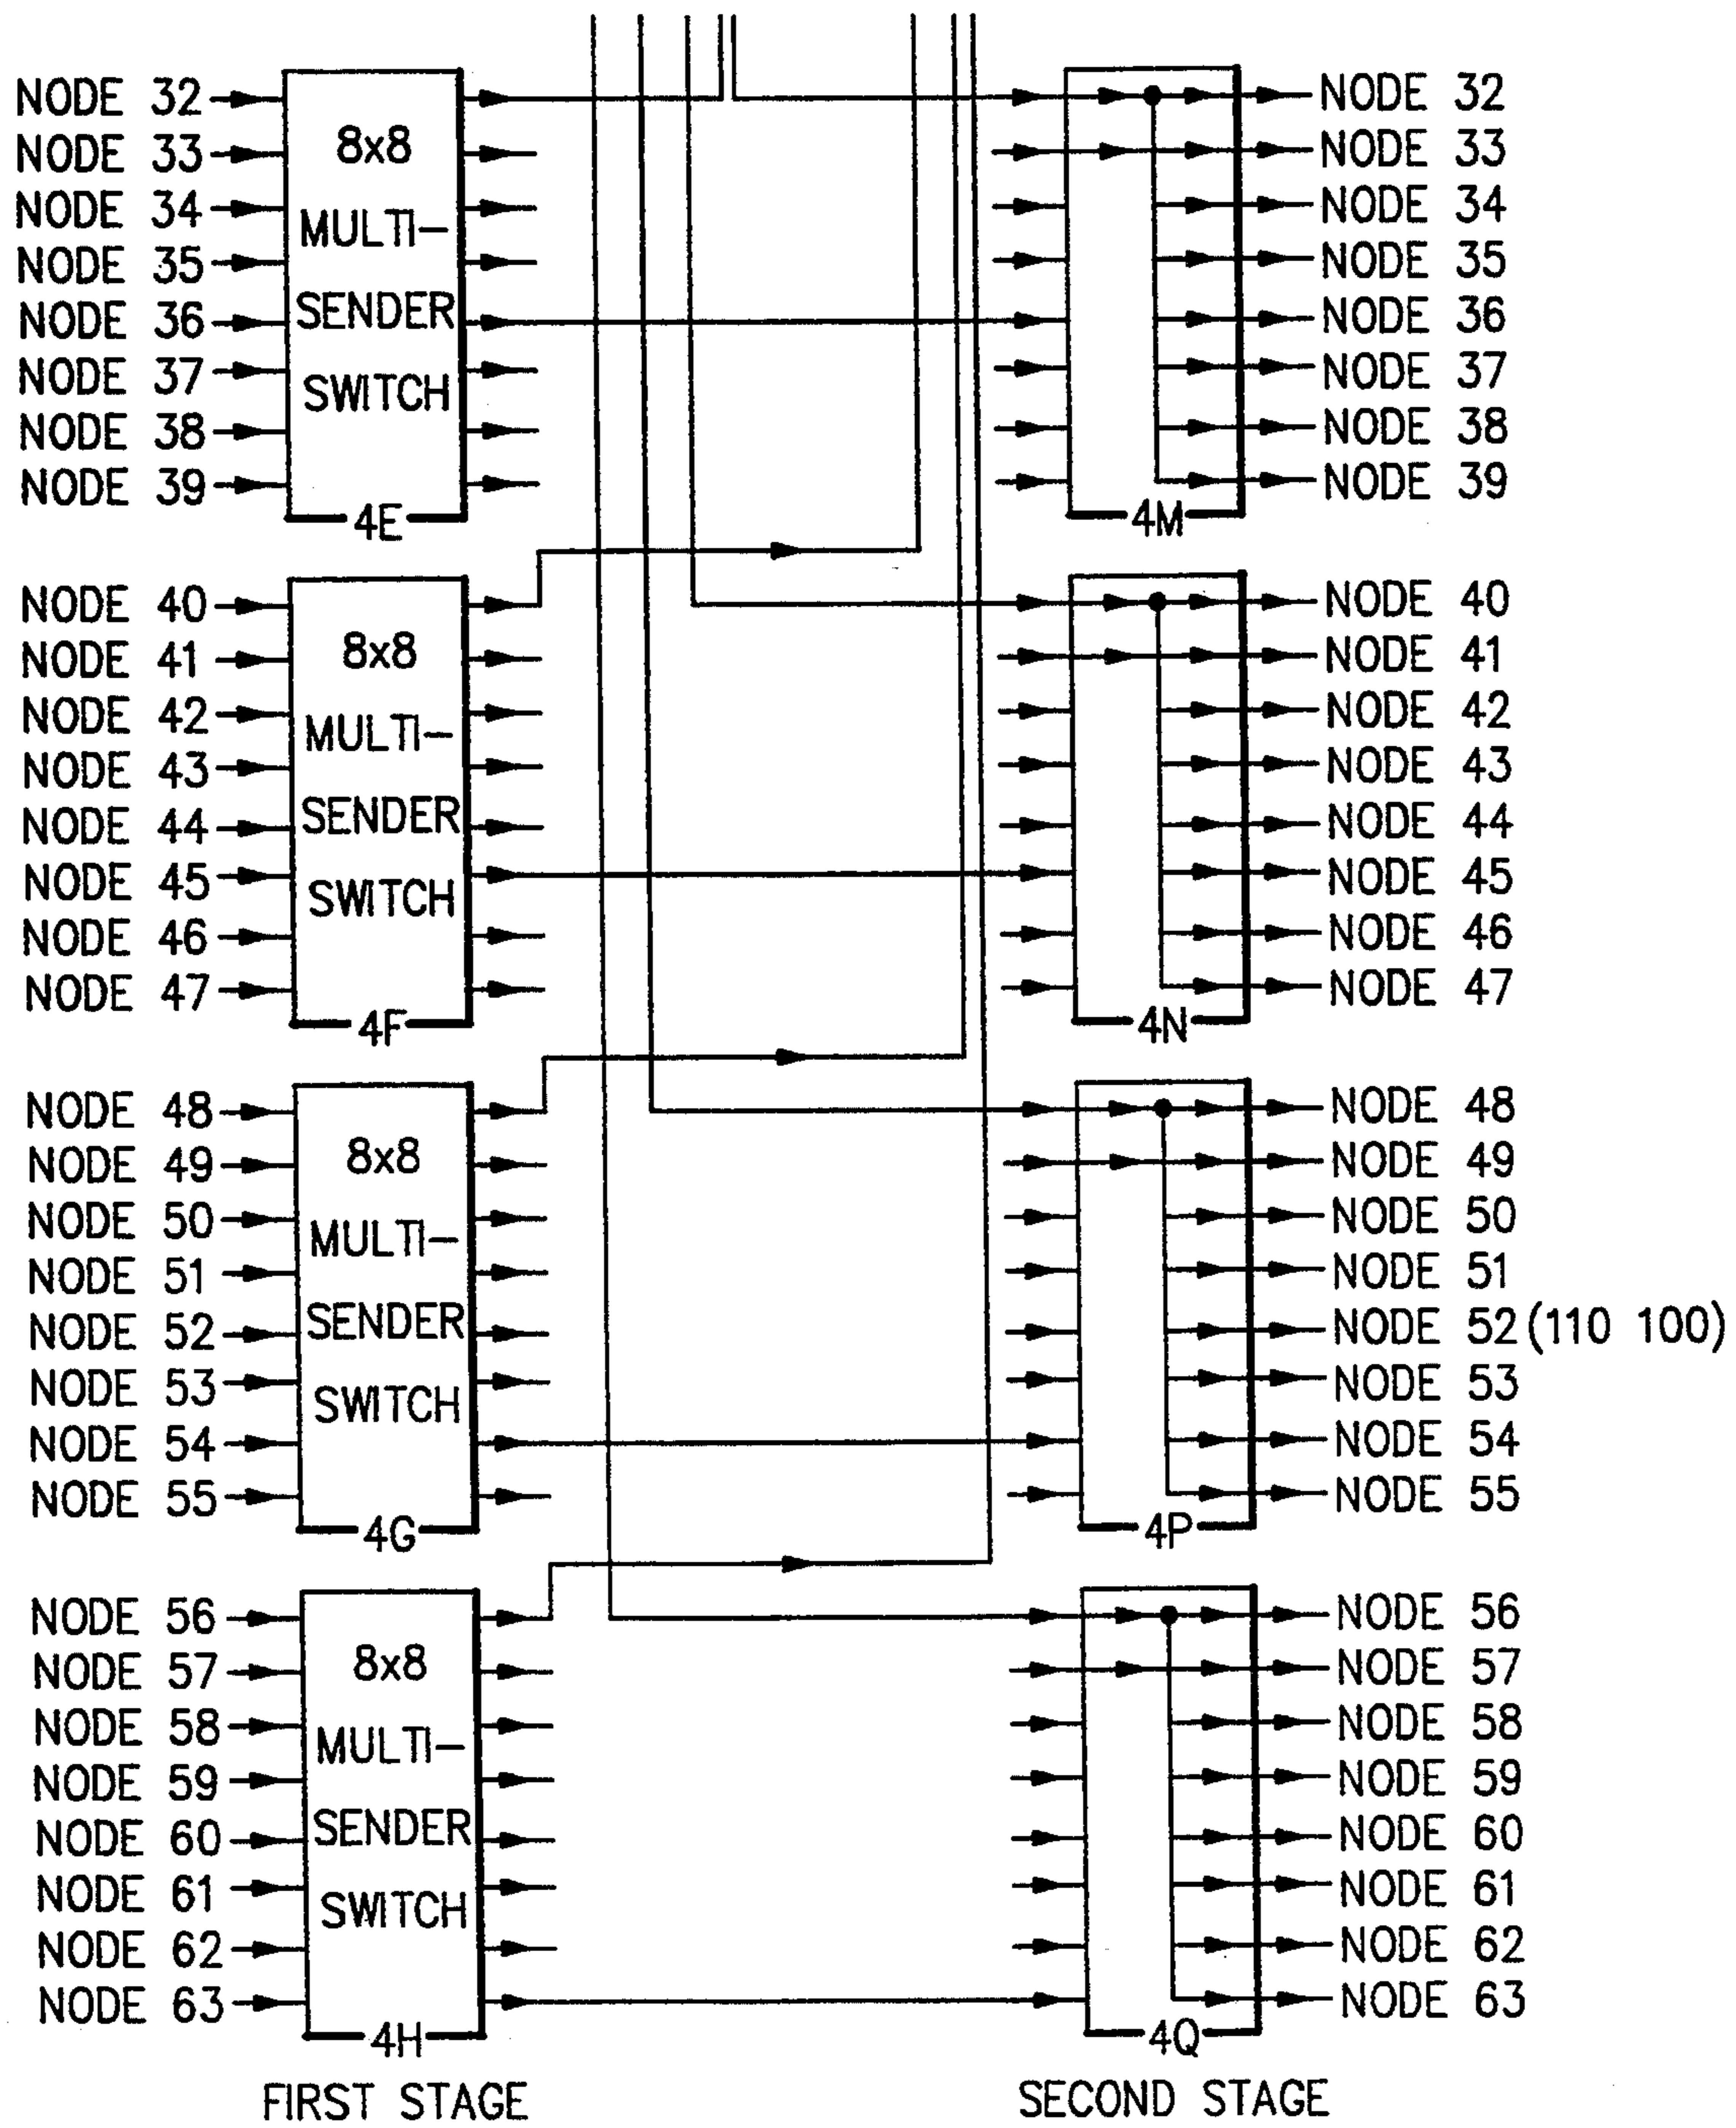 NODE 32
NODE 33
NODE 34
NODE 35
NODE 36
NODE 37
NODE 38
NODE 39
8x8
MULTI-
SENDER
SWITCH
4E
4M
NODE 32
NODE 33
NODE 34
NODE 35
NODE 36
NODE 37
NODE 38
NODE 39
NODE 40
NODE 41
NODE 42
NODE 43
NODE 44
NODE 45
NODE 46
NODE 47
8x8
MULTI-
SENDER
SWITCH
4F
4N
NODE 40
NODE 41
NODE 42
NODE 43
NODE 44
NODE 45
NODE 46
NODE 47
NODE 48
NODE 49
NODE 50
NODE 51
NODE 52
NODE 53
NODE 54
NODE 55
8x8
MULTI-
SENDER
SWITCH
4G
4P
NODE 48
NODE 49
NODE 50
NODE 51
NODE 52 (110 100)
NODE 53
NODE 54
NODE 55
NODE 56
NODE 57
NODE 58
NODE 59
NODE 60
NODE 61
NODE 62
NODE 63
8x8
MULTI-
SENDER
SWITCH
4H
4Q
NODE 56
NODE 57
NODE 58
NODE 59
NODE 60
NODE 61
NODE 62
NODE 63
FIRST STAGE
SECOND STAGE